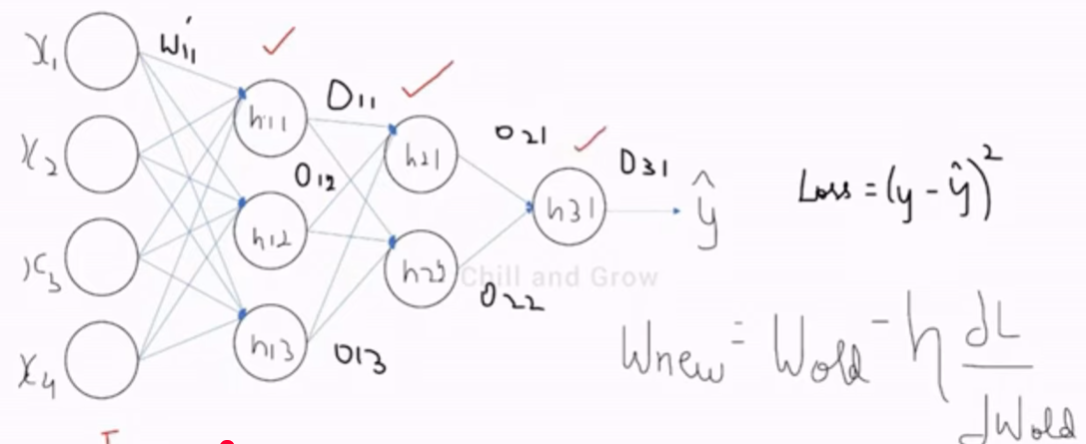 x₁
w'₁₁
x₂
x₃
x₄
h11
h12
h13
O11
O12
O13
h21
h22
O21
O22
h31
O31
ŷ
Loss = (y - ŷ)²
Wnew = Wold - η dL
dWold
Chill and Grow
I